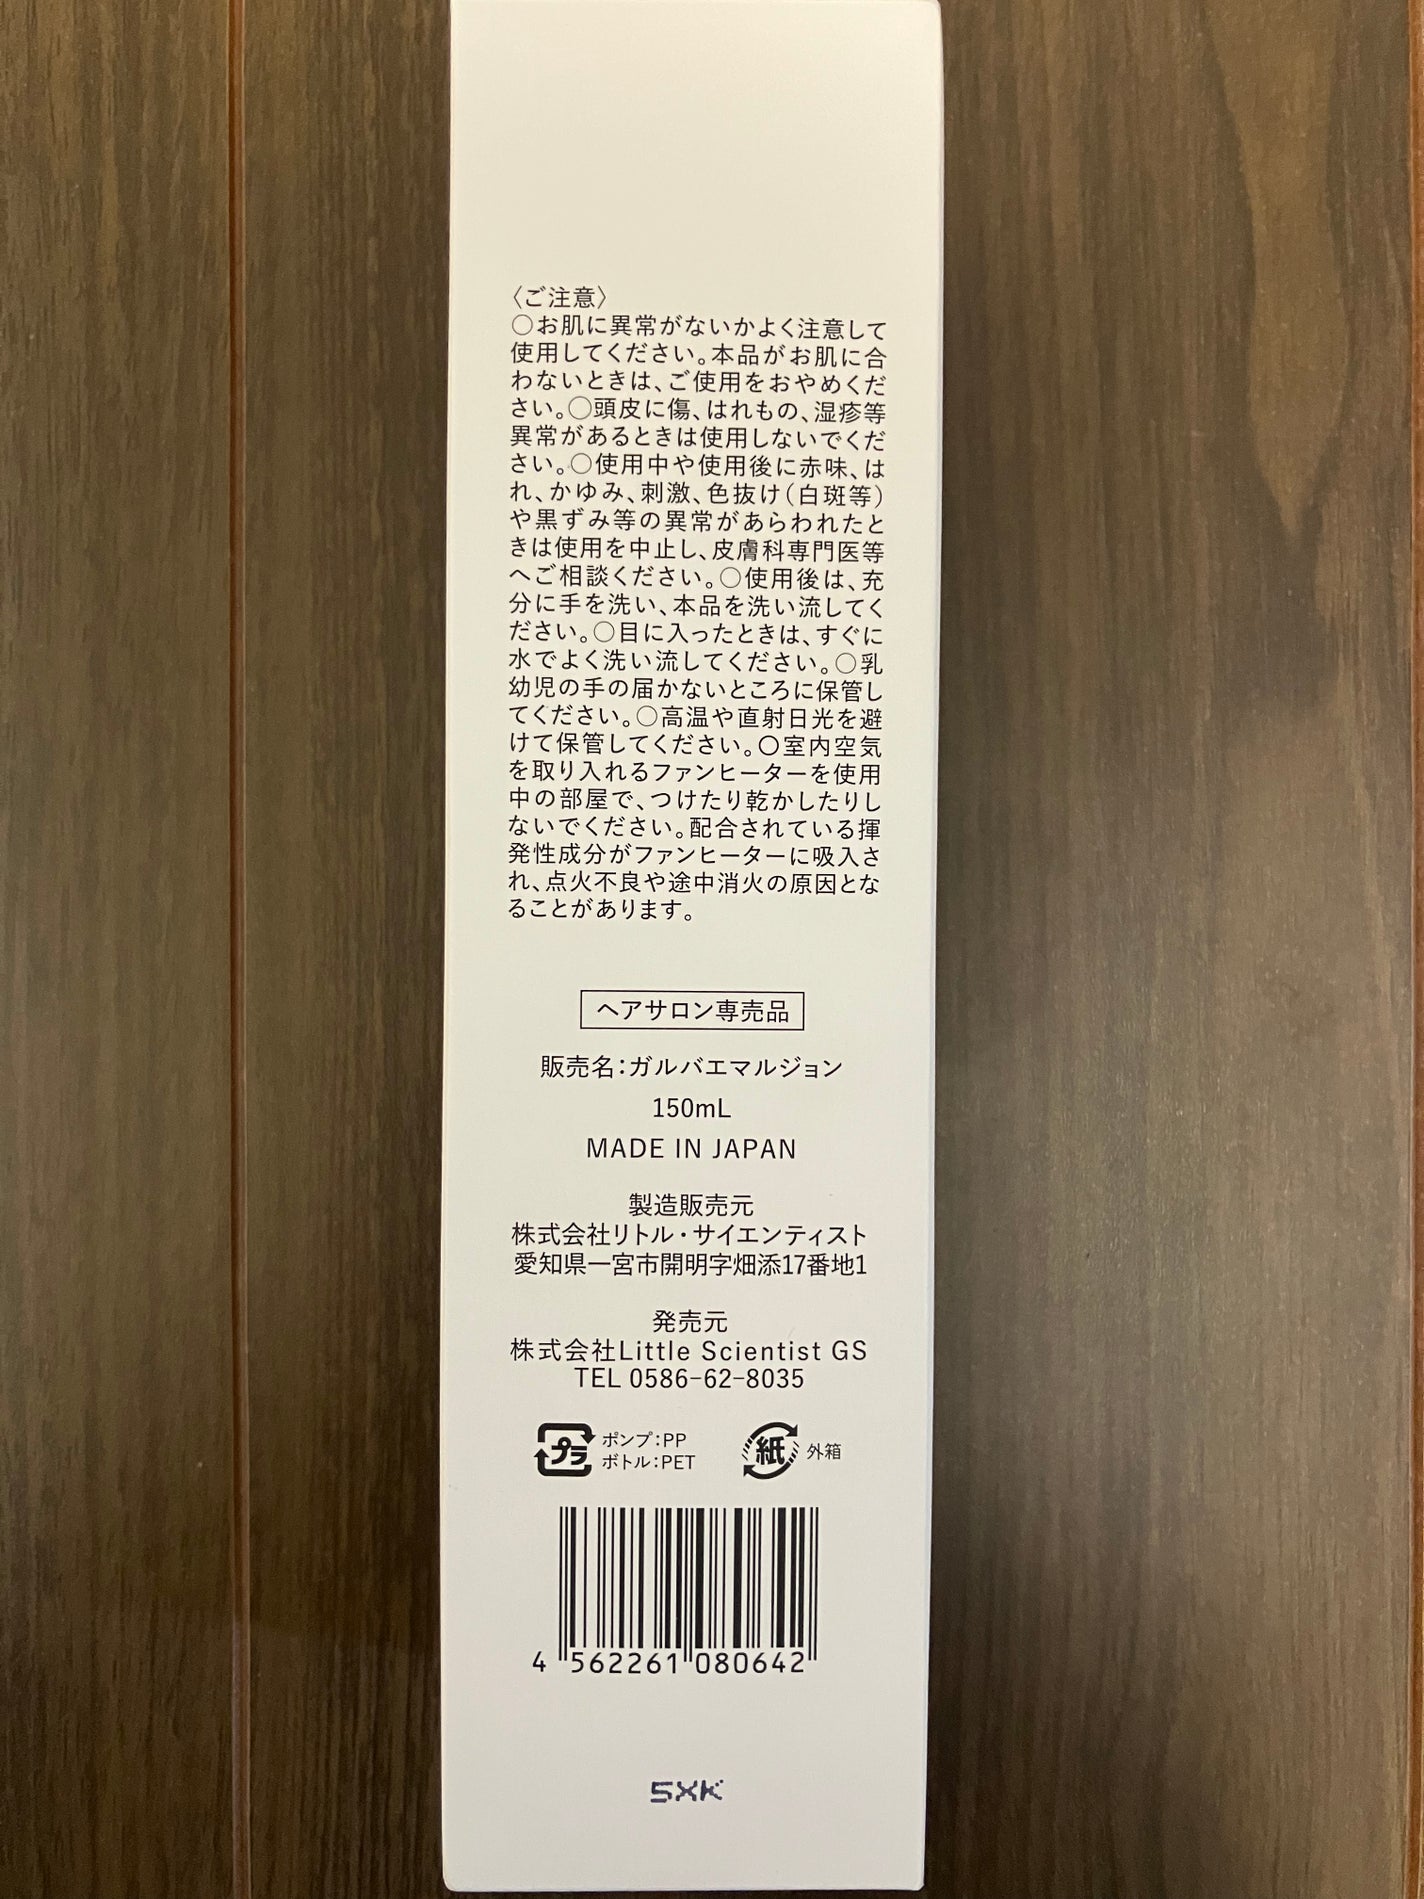 〈ご注意〉
○お肌に異常がないかよく注意して
使用してください。本品がお肌に合
わないときは、ご使用をおやめくだ
さい。○頭皮に傷、はれもの、湿疹等
異常があるときは使用しないでくだ
さい。○使用中や使用後に赤味、は
れ、かゆみ、刺激、色抜け（白斑等）
や黒ずみ等の異常があらわれたと
きは使用を中止し、皮膚科専門医等
へご相談ください。○使用後は、充
分に手を洗い、本品を洗い流してく
ださい。○目に入ったときは、すぐに
水でよく洗い流してください。○乳
幼児の手の届かないところに保管し
てください。○高温や直射日光を避
けて保管してください。〇室内空気
を取り入れるファンヒーターを使用
中の部屋で、つけたり乾かしたりし
ないでください。配合されている揮
発性成分がファンヒーターに吸入さ
れ、点火不良や途中消火の原因とな
ることがあります。
ヘアサロン専売品
販売名：ガルバエマルジョン
150mL
MADE IN JAPAN
製造販売元
株式会社リトル・サイエンティスト
愛知県一宮市開明字畑添17番地1
発売元
株式会社Little Scientist GS
TEL 0586-62-8035
プラ ポンプ：PP
ボトル：PET
紙 外箱
4 562261 080642
5XK